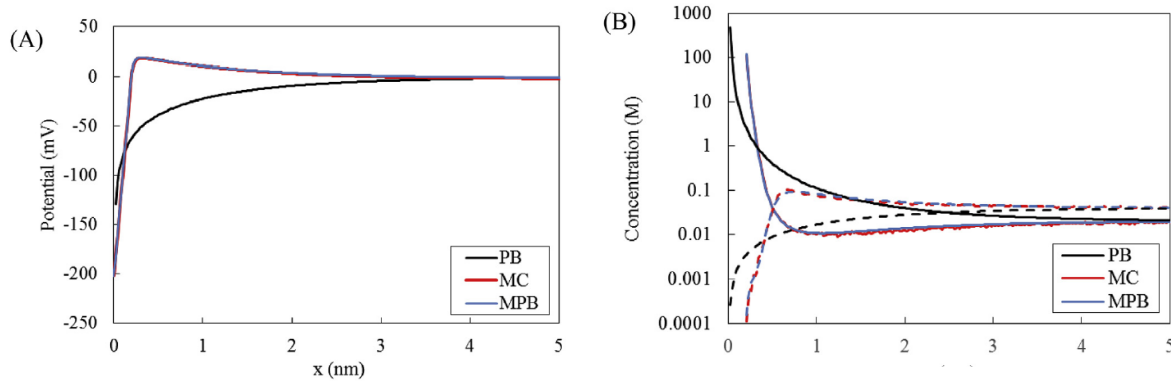 (A)
50
0
-50
-100
-150
-200
-250
Potential (mV)
0 1 2 3 4 5
x (nm)
PB
MC
MPB
(B)
1000
100
10
1
0.1
0.01
0.001
0.0001
Concentration (M)
0 1 2 3 4 5
PB
MC
MPB